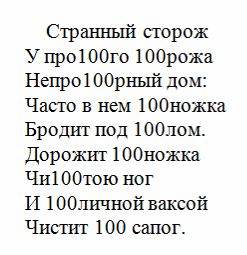 Странный сторож
У про100го 100рожа
Непро100рный дом:
Часто в нем 100ножка
Бродит под 100лом.
Дорожит 100ножка
Чи100тою ног
И 100личной ваксой
Чистит 100 сапог.